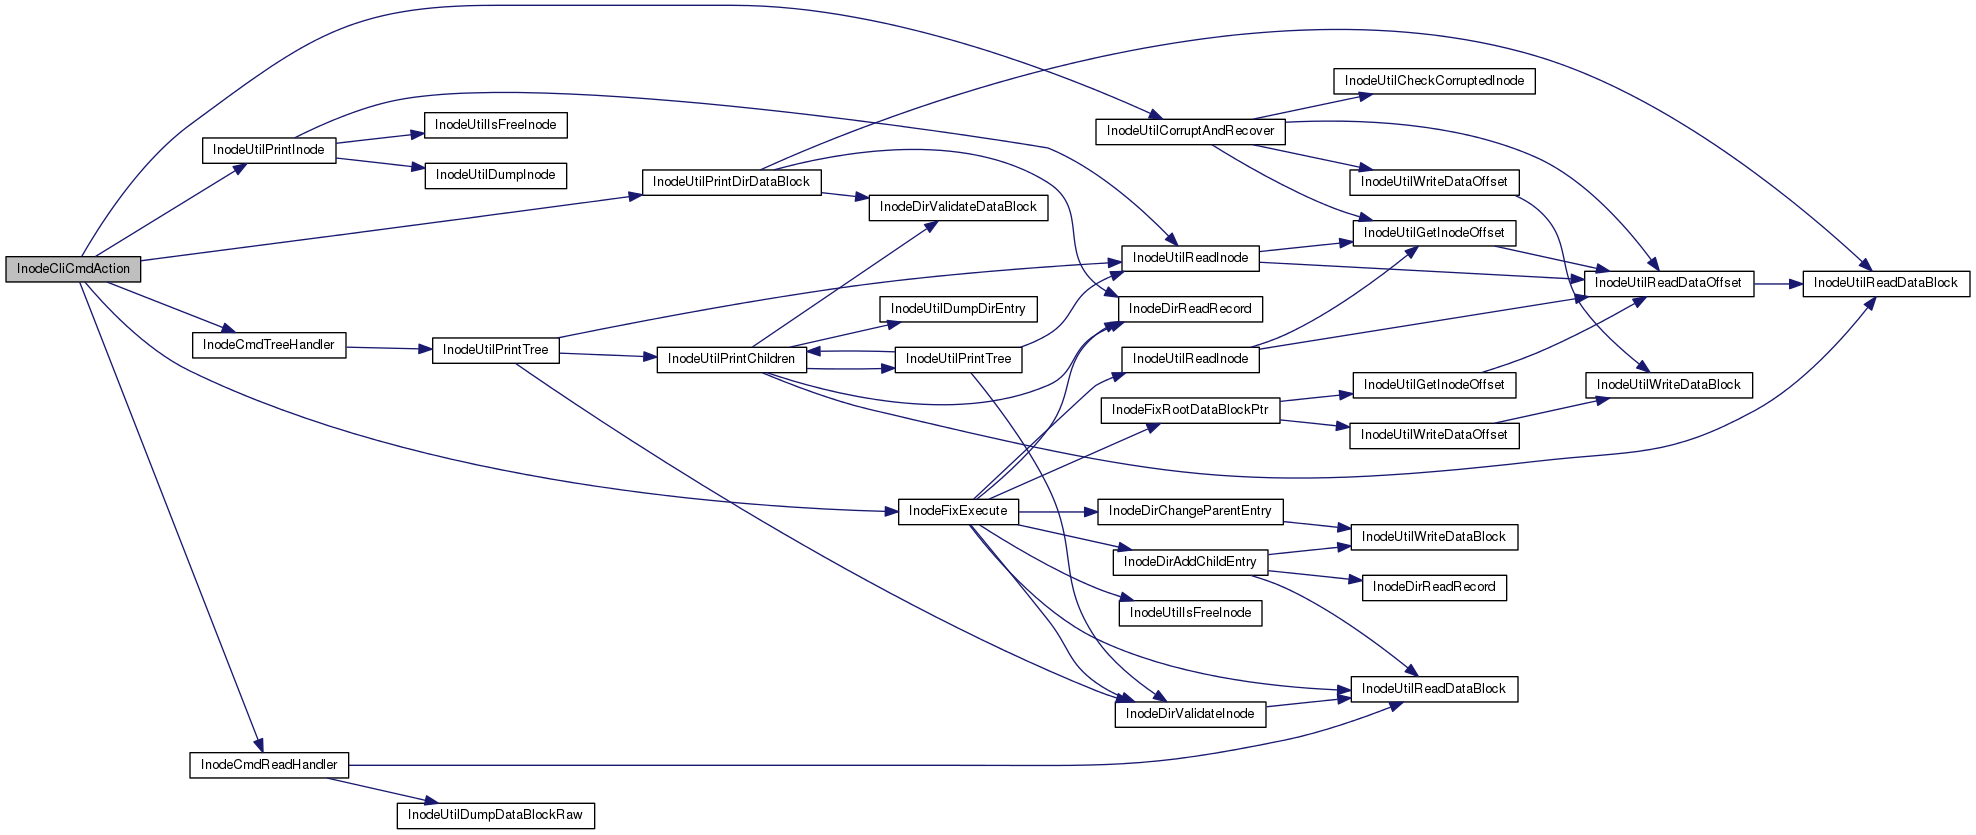 InodeCliCmdAction
InodeUtilPrintInode
InodeCmdTreeHandler
InodeCmdReadHandler
InodeUtilIsFreeInode
InodeUtilDumpInode
InodeUtilPrintTree
InodeUtilDumpDataBlockRaw
InodeUtilPrintDirDataBlock
InodeUtilPrintChildren
InodeDirValidateDataBlock
InodeUtilDumpDirEntry
InodeUtilPrintTree
InodeFixExecute
InodeUtilCorruptAndRecover
InodeUtilReadInode
InodeDirReadRecord
InodeUtilReadInode
InodeFixRootDataBlockPtr
InodeDirChangeParentEntry
InodeDirAddChildEntry
InodeUtilIsFreeInode
InodeDirValidateInode
InodeUtilCheckCorruptedInode
InodeUtilWriteDataOffset
InodeUtilGetInodeOffset
InodeUtilGetInodeOffset
InodeUtilWriteDataOffset
InodeUtilWriteDataBlock
InodeDirReadRecord
InodeUtilReadDataBlock
InodeUtilReadDataOffset
InodeUtilWriteDataBlock
InodeUtilReadDataBlock